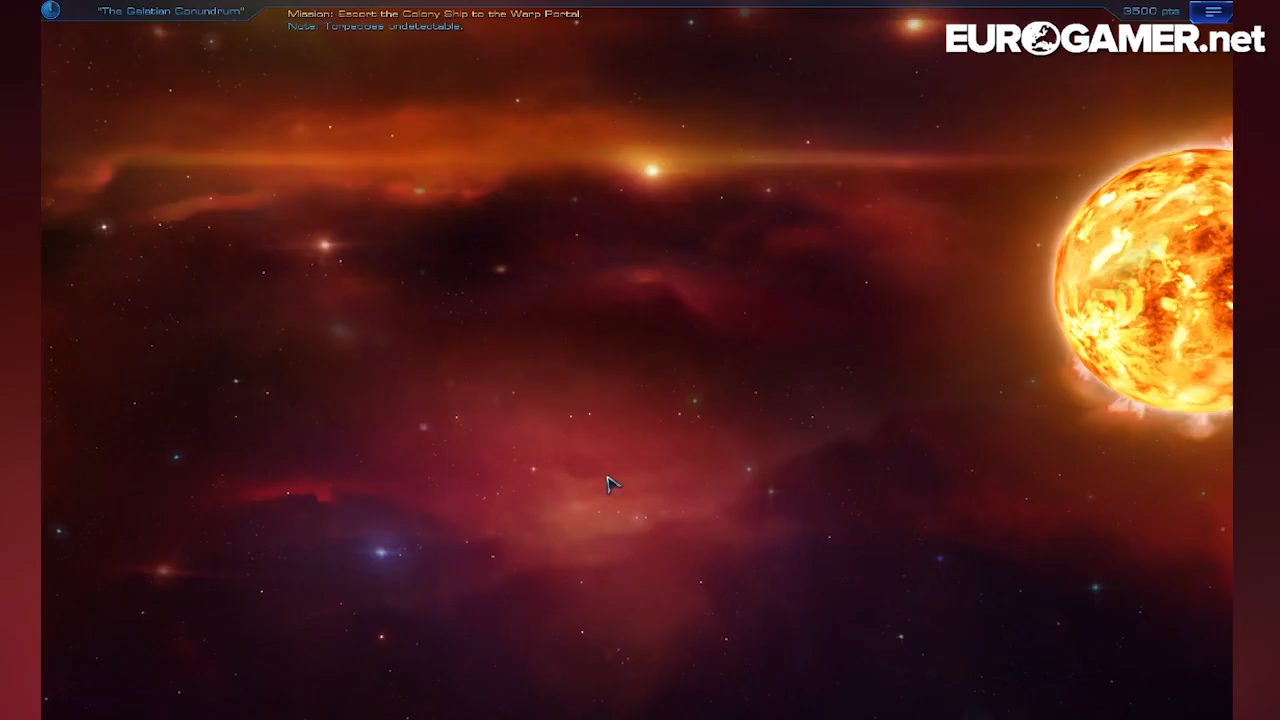 "The Galatian Conundrum"
Mission: Escort the Colony Ship to the Warp Portal.
Note: Torpedoes undetectable.
3500 pts
EUROGAMER.net